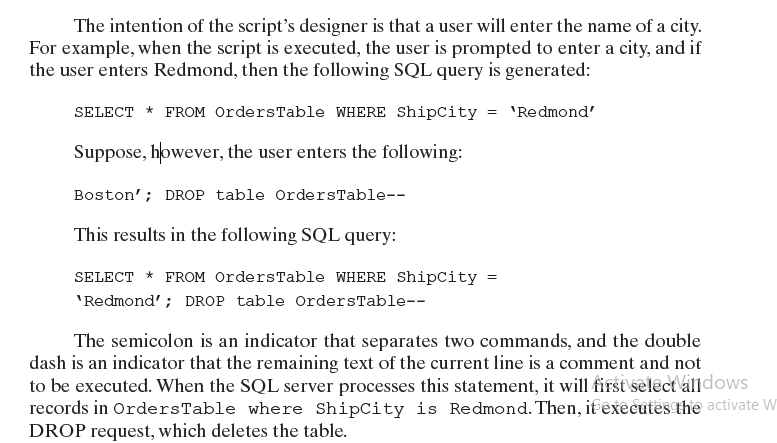 The intention of the script's designer is that a user will enter the name of a city.
For example, when the script is executed, the user is prompted to enter a city, and if
the user enters Redmond, then the following SQL query is generated:
SELECT * FROM OrdersTable WHERE ShipCity = ‘Redmond’
Suppose, however, the user enters the following:
Boston’; DROP table OrdersTable--
This results in the following SQL query:
SELECT * FROM OrdersTable WHERE ShipCity =
‘Redmond’; DROP table OrdersTable--
The semicolon is an indicator that separates two commands, and the double
dash is an indicator that the remaining text of the current line is a comment and not
to be executed. When the SQL server processes this statement, it will first select all
records in OrdersTable where ShipCity is Redmond. Then, it executes the
DROP request, which deletes the table.
Activate Windows
Go to Settings to activate W